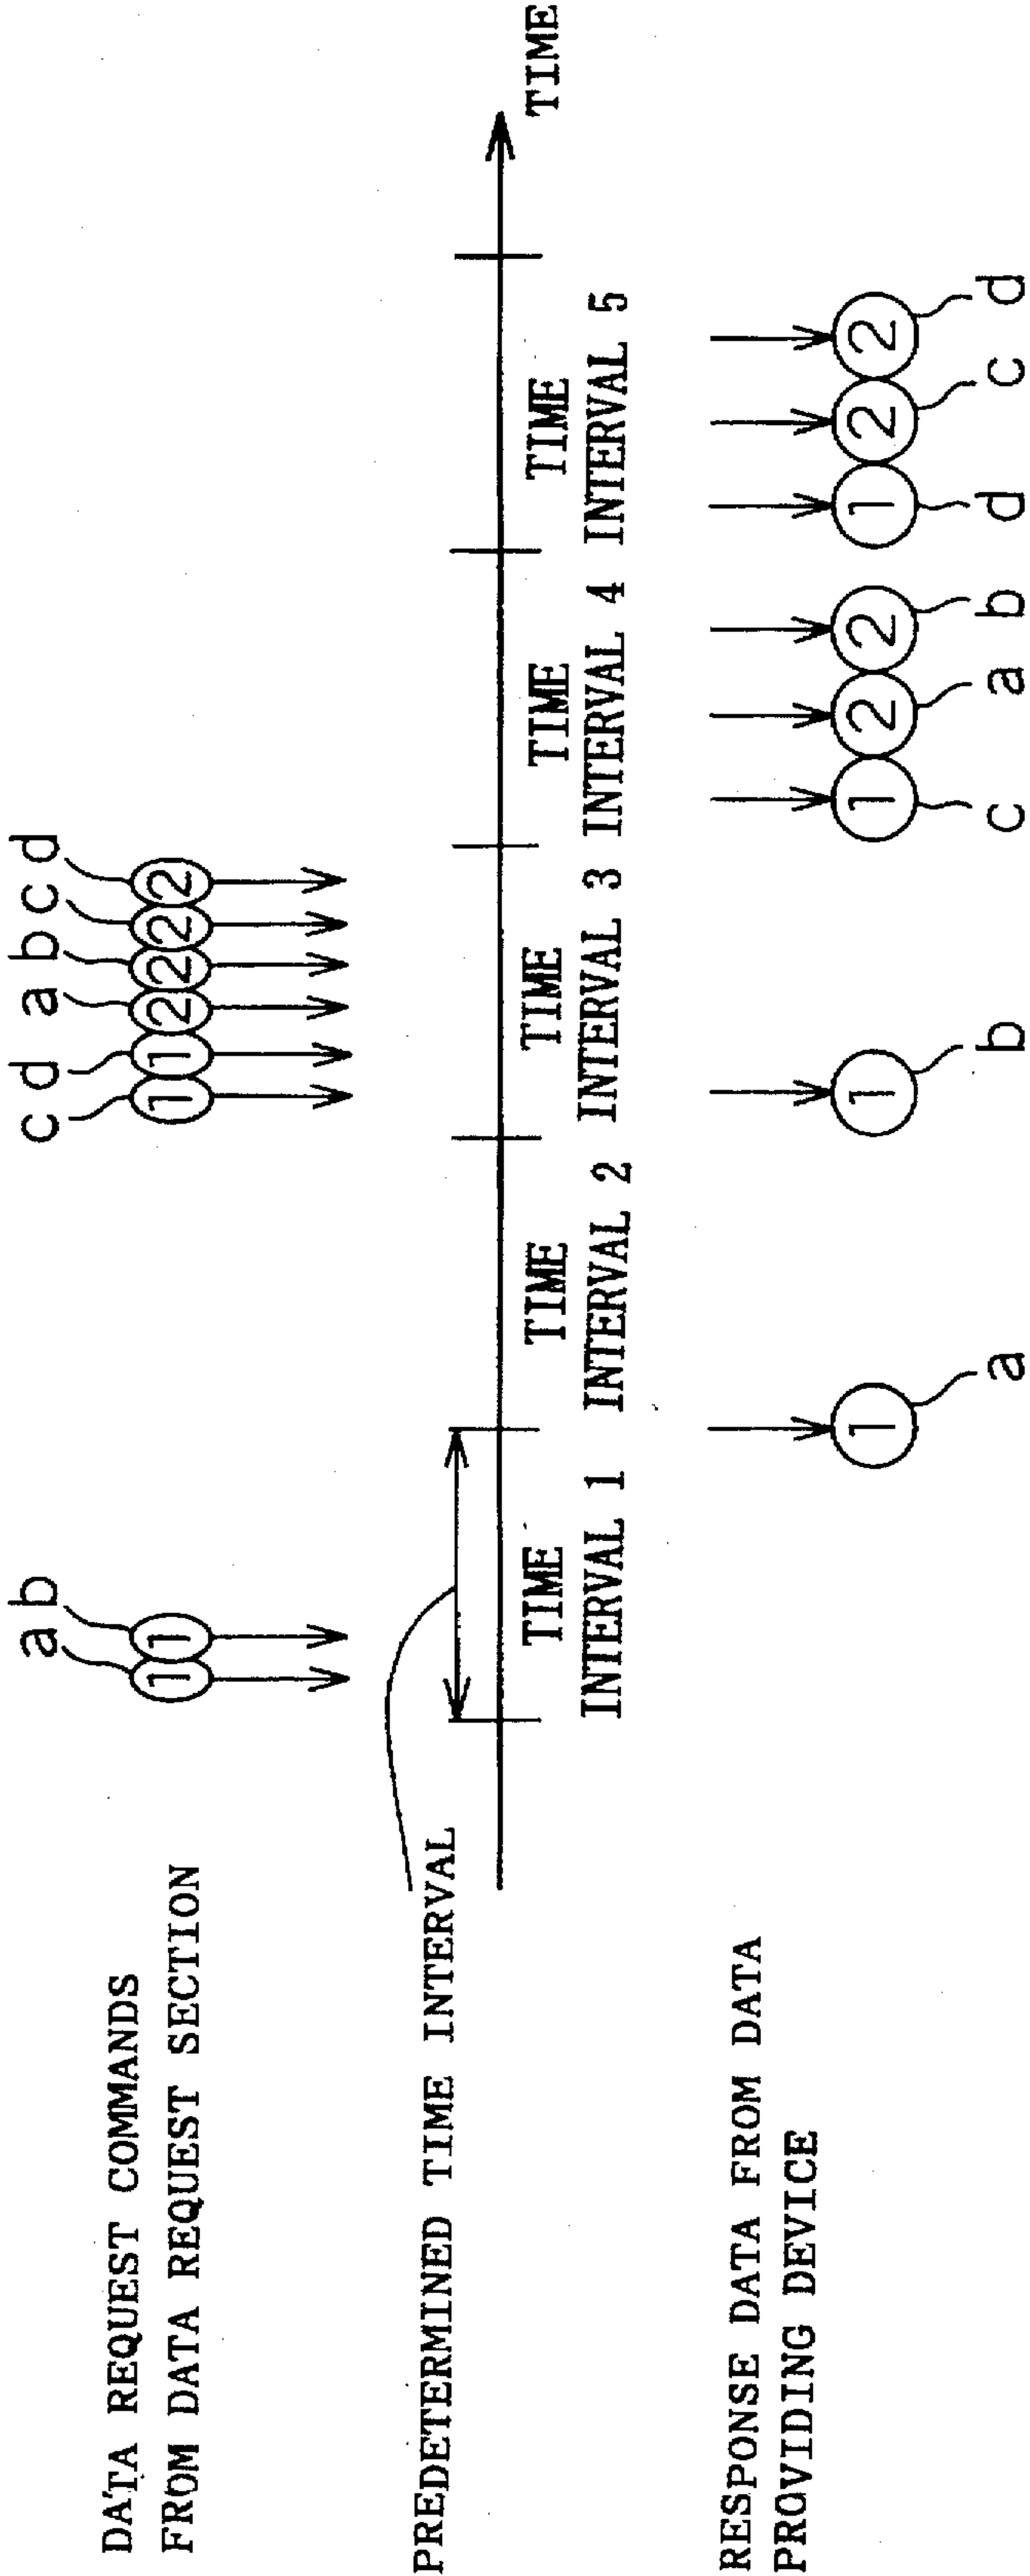 DATA REQUEST COMMANDS
FROM DATA REQUEST SECTION
a b
1 1
c d a b c d
1 1 2 2 2 2
PREDETERMINED TIME INTERVAL
TIME
INTERVAL 1
TIME
INTERVAL 2
TIME
INTERVAL 3
TIME
INTERVAL 4
TIME
INTERVAL 5
TIME
RESPONSE DATA FROM DATA
PROVIDING DEVICE
1
a
1
b
1 2 2
c a b
1 2 2
d c d